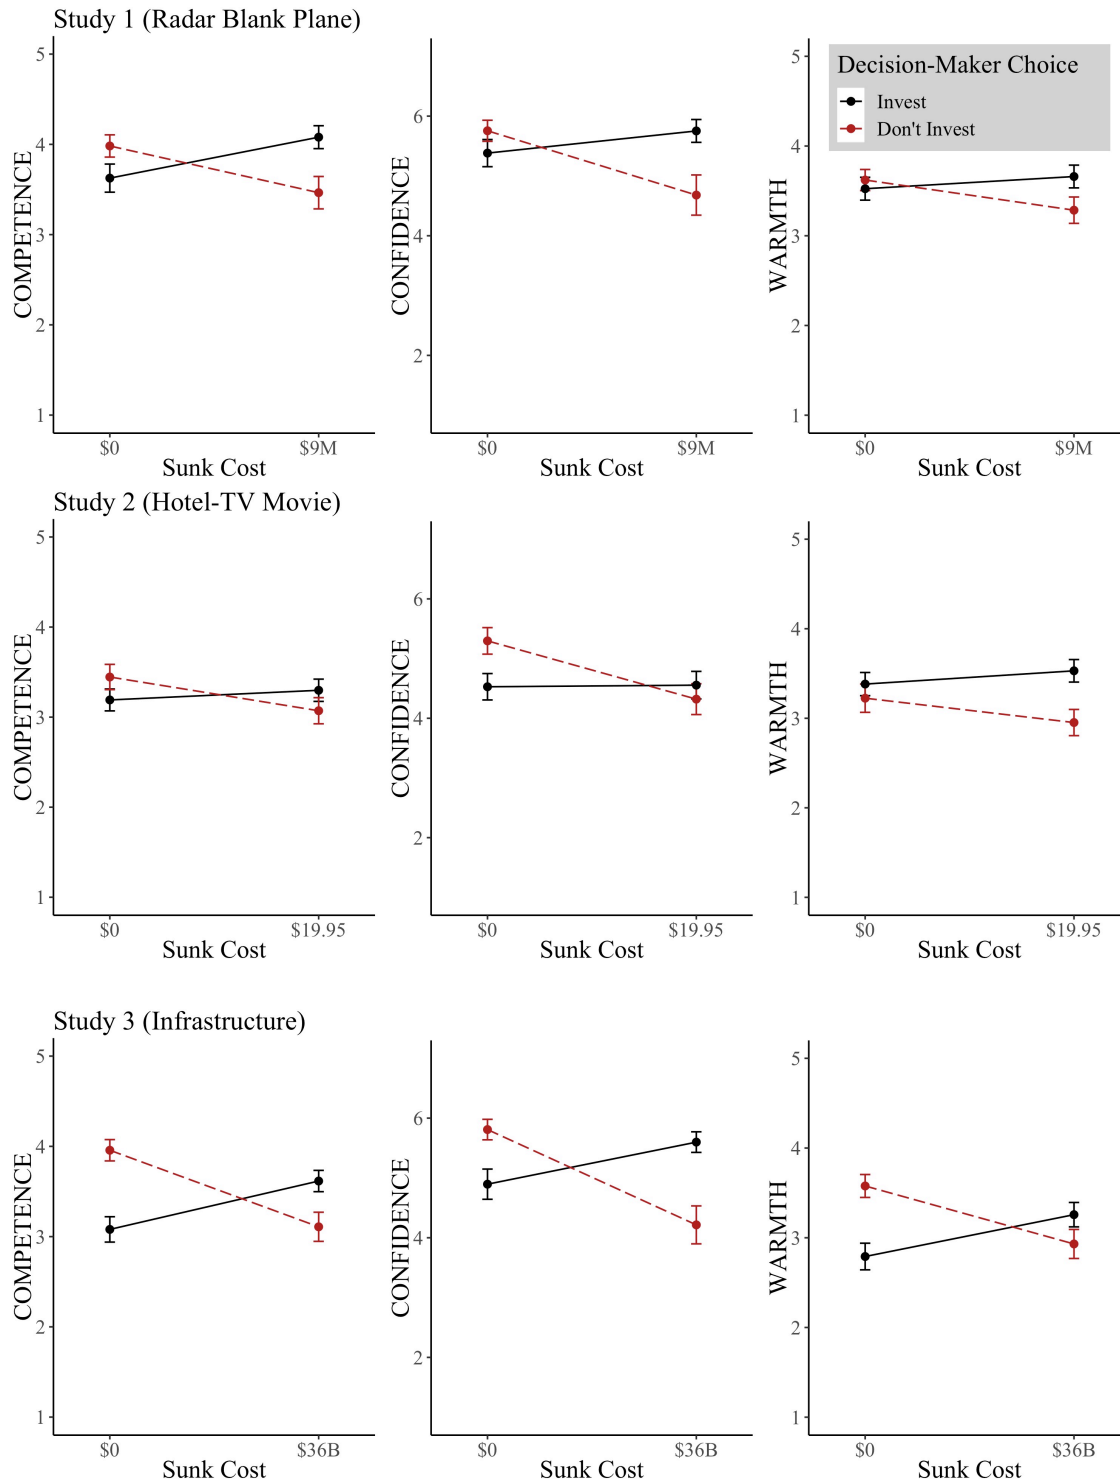 Study 1 (Radar Blank Plane)
COMPETENCE
5
4
3
2
1
$0
$9M
Sunk Cost
CONFIDENCE
6
4
2
$0
$9M
Sunk Cost
WARMTH
5
4
3
2
1
$0
$9M
Sunk Cost
Decision-Maker Choice
Invest
Don't Invest
Study 2 (Hotel-TV Movie)
COMPETENCE
5
4
3
2
1
$0
$19.95
Sunk Cost
CONFIDENCE
6
4
2
$0
$19.95
Sunk Cost
WARMTH
5
4
3
2
1
$0
$19.95
Sunk Cost
Study 3 (Infrastructure)
COMPETENCE
5
4
3
2
1
$0
$36B
Sunk Cost
CONFIDENCE
6
4
2
$0
$36B
Sunk Cost
WARMTH
5
4
3
2
1
$0
$36B
Sunk Cost